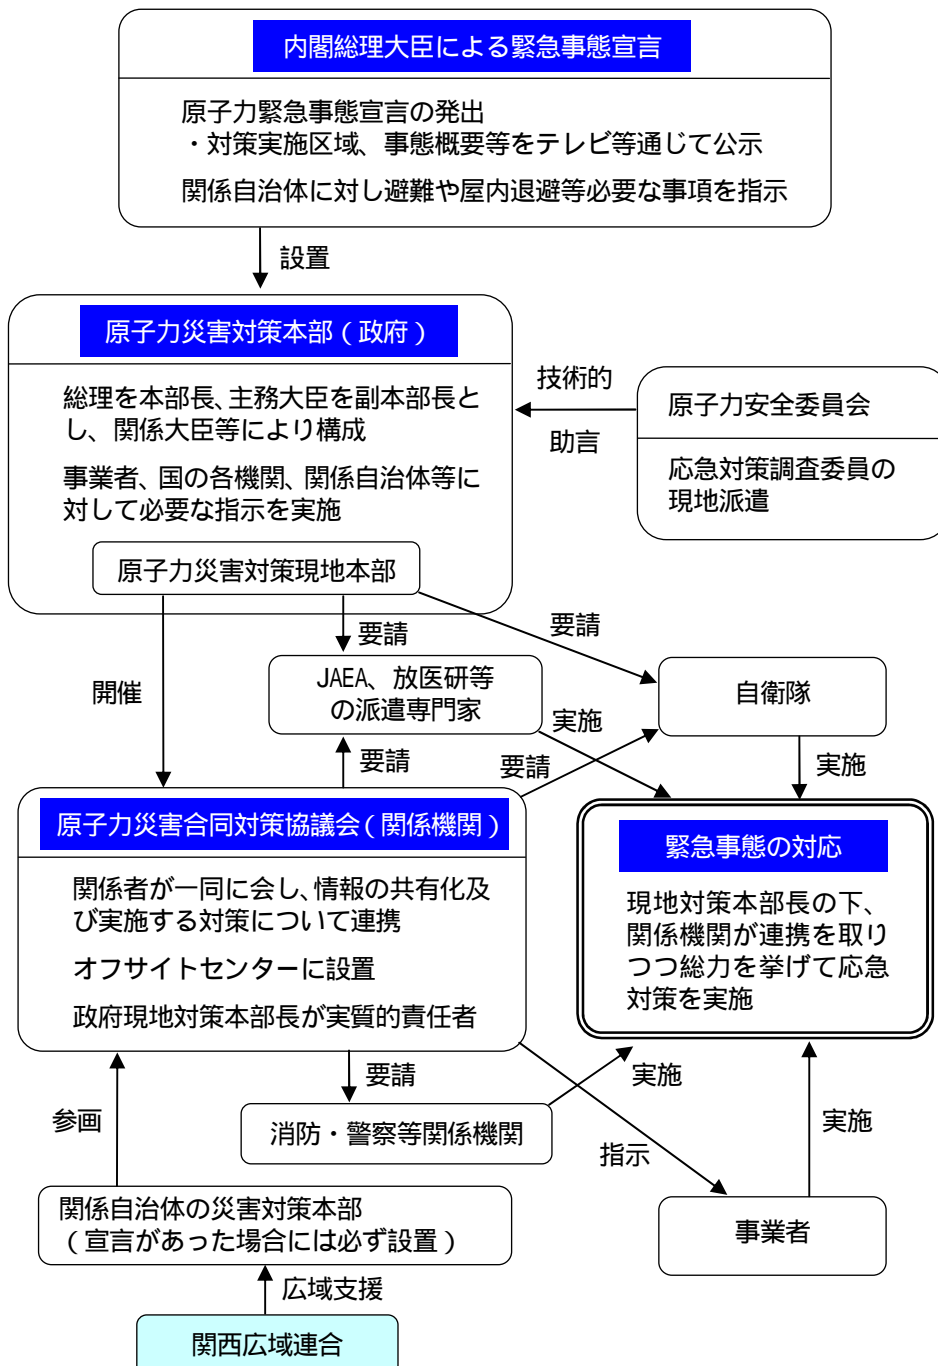 内閣総理大臣による緊急事態宣言
原子力緊急事態宣言の発出
・対策実施区域、事態概要等をテレビ等通じて公示
関係自治体に対し避難や屋内退避等必要な事項を指示
設置
原子力災害対策本部（政府）
総理を本部長、主務大臣を副本部長と
し、関係大臣等により構成
事業者、国の各機関、関係自治体等に
対して必要な指示を実施
原子力災害対策現地本部
技術的
助言
原子力安全委員会
応急対策調査委員の
現地派遣
要請
要請
開催
JAEA、放医研等
の派遣専門家
実施
自衛隊
要請
要請
実施
原子力災害合同対策協議会（関係機関）
関係者が一同に会し、情報の共有化及
び実施する対策について連携
オフサイトセンターに設置
政府現地対策本部長が実質的責任者
緊急事態の対応
現地対策本部長の下、
関係機関が連携を取り
つつ総力を挙げて応急
対策を実施
要請
実施
参画
消防・警察等関係機関
指示
実施
関係自治体の災害対策本部
（宣言があった場合には必ず設置）
事業者
広域支援
関西広域連合